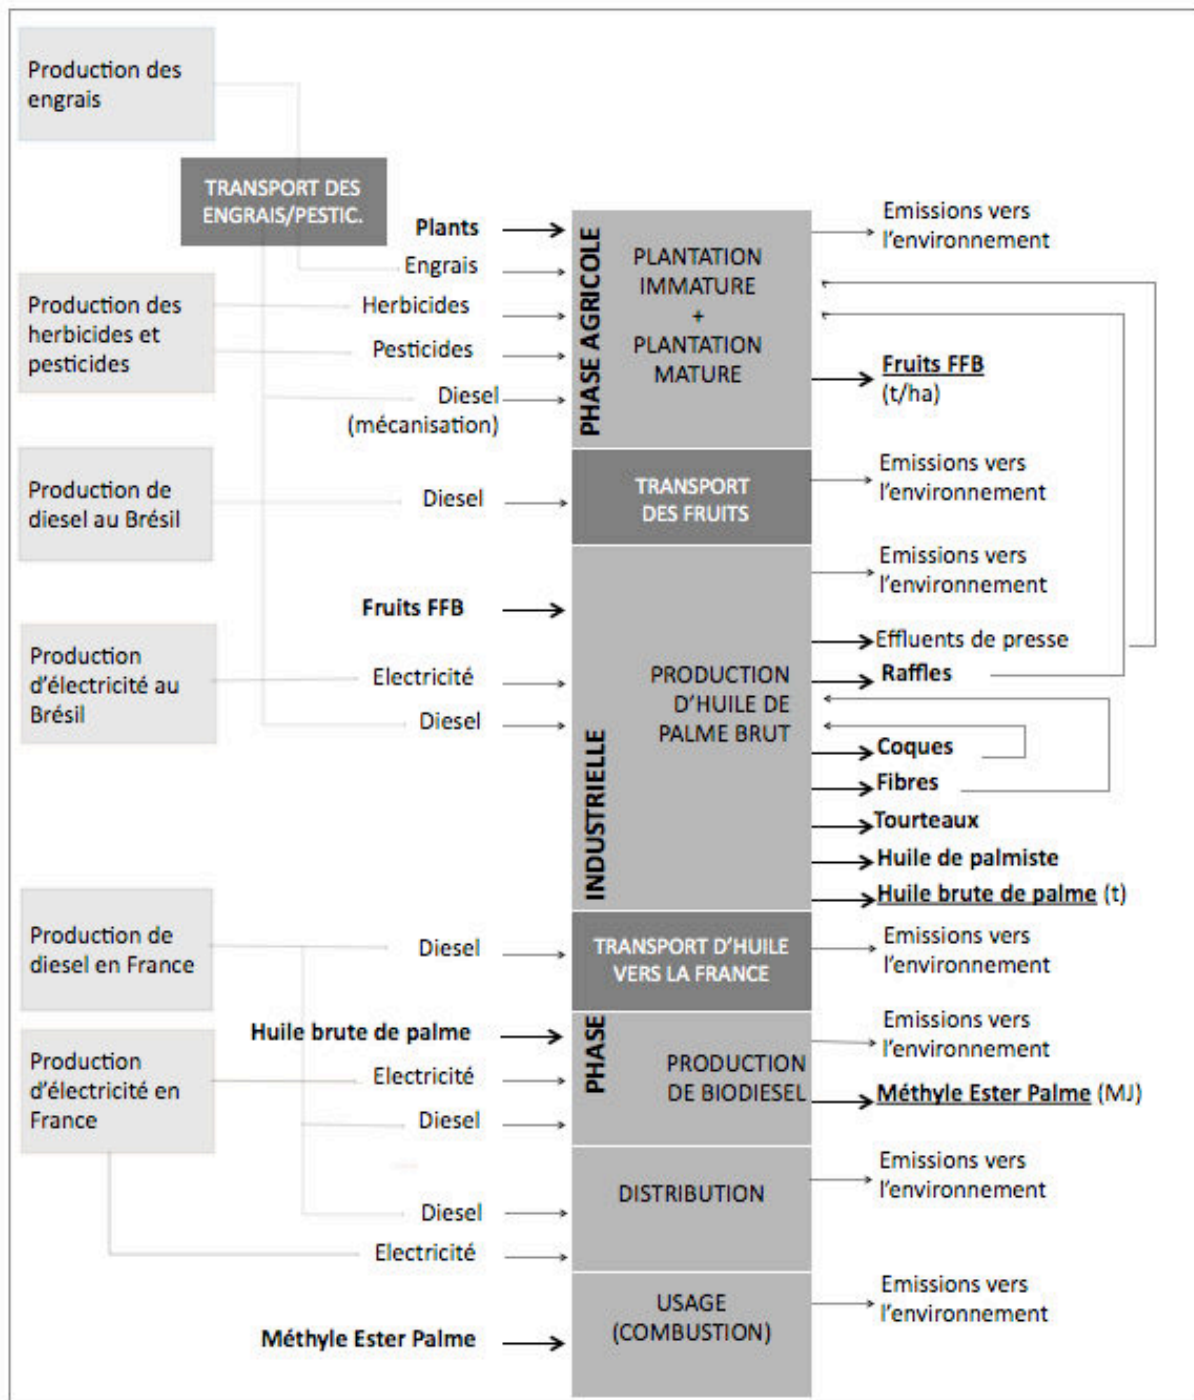 Production des
engrais
TRANSPORT DES
ENGRAIS/PESTIC.
Production des
herbicides et
pesticides
Production de
diesel au Brésil
Production
d'électricité au
Brésil
Production de
diesel en France
Production
d'électricité en
France
Plants
Engrais
Herbicides
Pesticides
Diesel
(mécanisation)
Diesel
Fruits FFB
Electricité
Diesel
Diesel
Huile brute de palme
Electricité
Diesel
Diesel
Electricité
Méthyle Ester Palme
PHASE AGRICOLE
PLANTATION
IMMATURE
+
PLANTATION
MATURE
TRANSPORT
DES FRUITS
PHASE INDUSTRIELLE
PRODUCTION
D'HUILE DE
PALME BRUT
TRANSPORT D'HUILE
VERS LA FRANCE
PRODUCTION
DE BIODIESEL
DISTRIBUTION
USAGE
(COMBUSTION)
Emissions vers
l'environnement
Fruits FFB
(t/ha)
Emissions vers
l'environnement
Emissions vers
l'environnement
Effluents de presse
Raffles
Coques
Fibres
Tourteaux
Huile de palmiste
Huile brute de palme (t)
Emissions vers
l'environnement
Emissions vers
l'environnement
Méthyle Ester Palme (MJ)
Emissions vers
l'environnement
Emissions vers
l'environnement